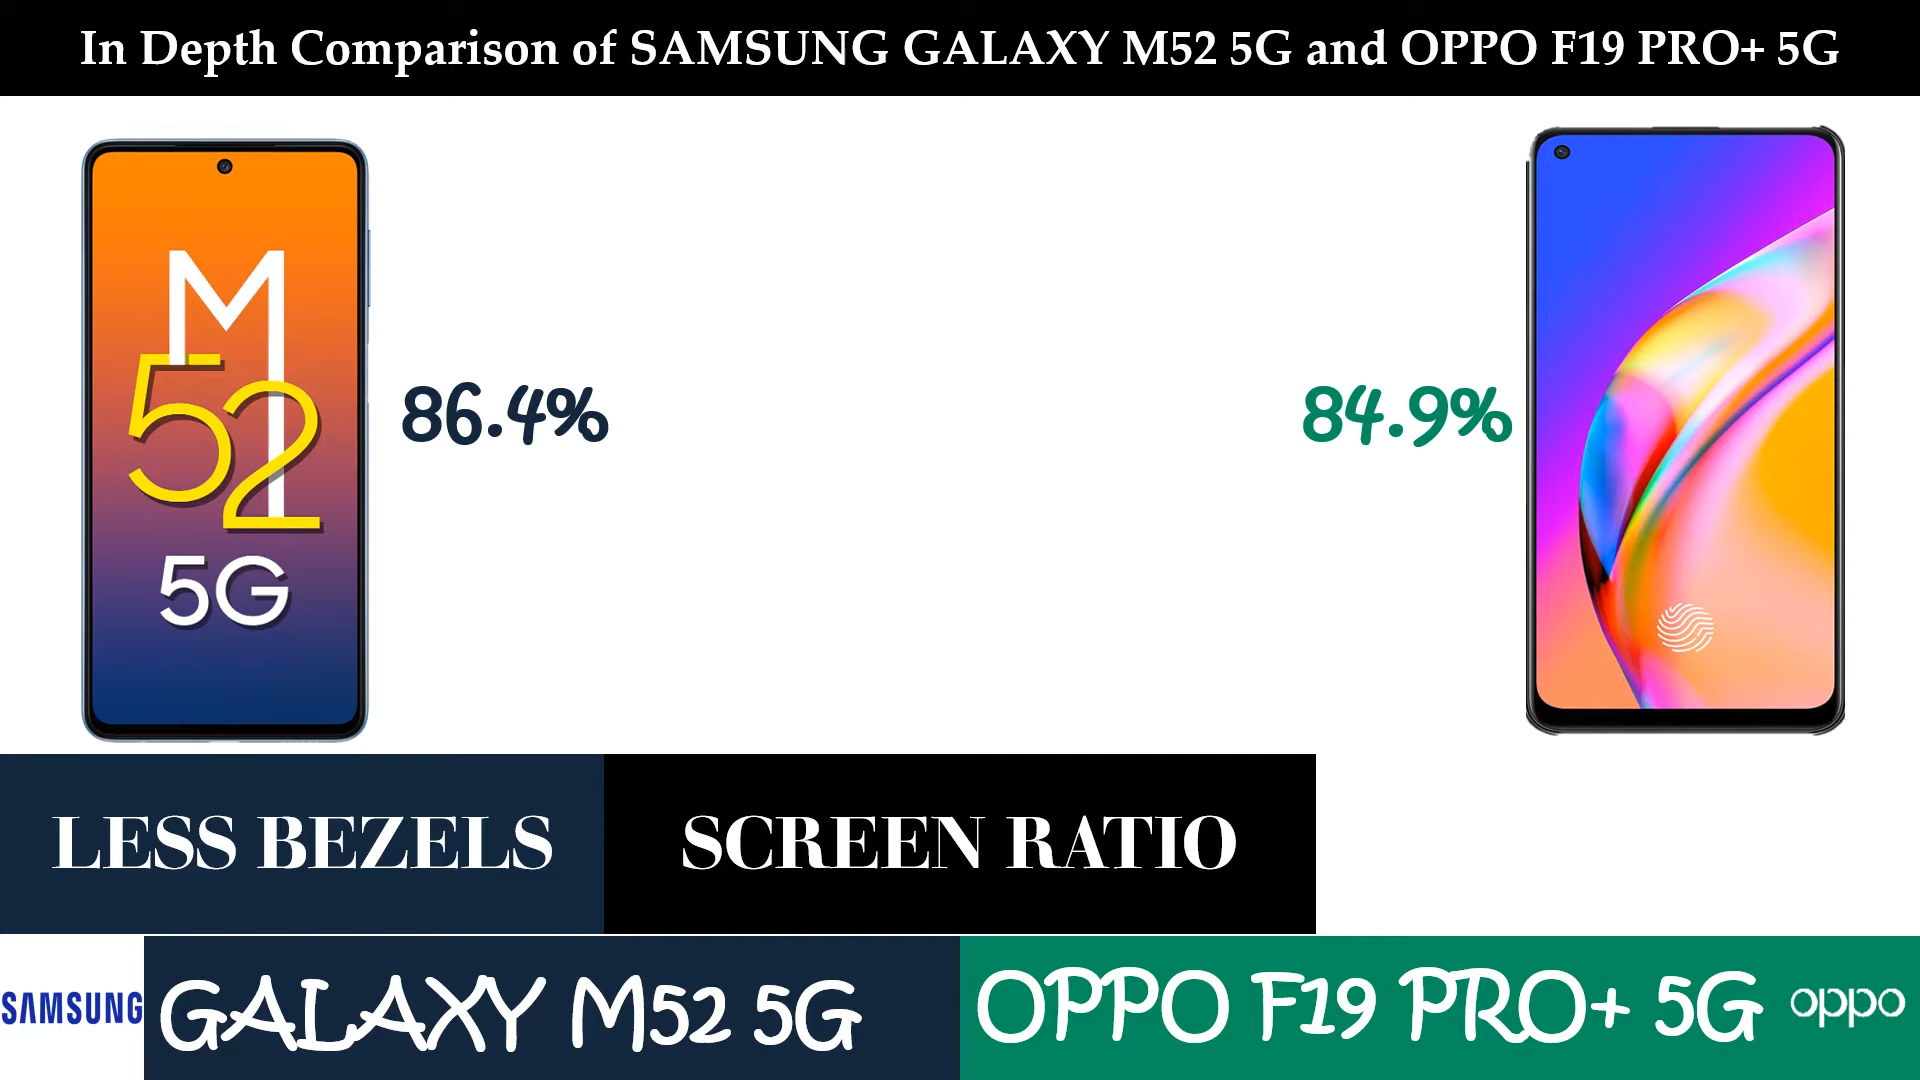 In Depth Comparison of SAMSUNG GALAXY M52 5G and OPPO F19 PRO+ 5G
M
52
5G
86.4%
84.9%
LESS BEZELS
SCREEN RATIO
SAMSUNG
GALAXY M52 5G
OPPO F19 PRO+ 5G
oppo